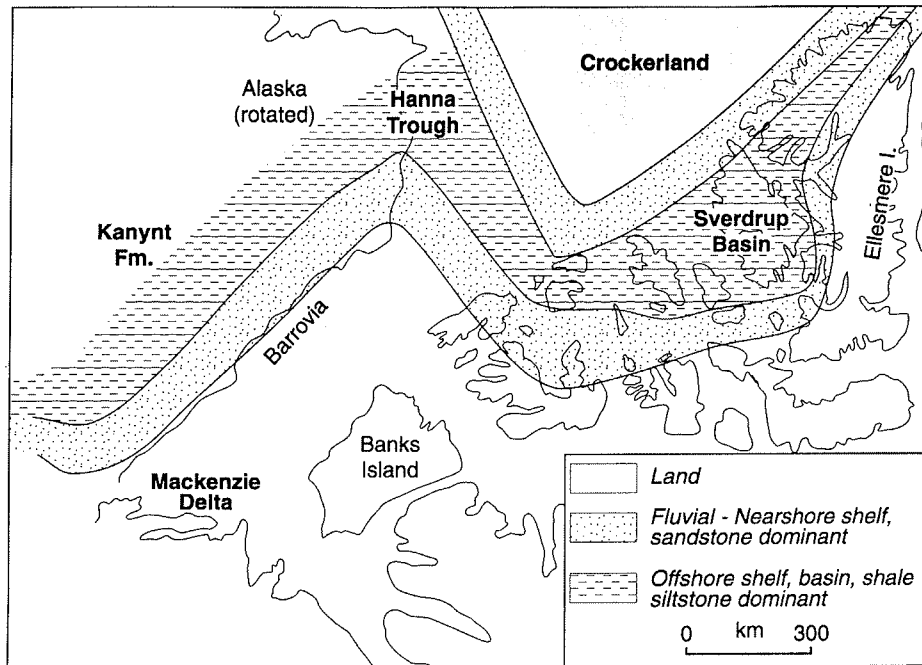 Crockerland
Alaska
(rotated)
Hanna
Trough
Kanynt
Fm.
Sverdrup
Basin
Ellesmere I.
Barrovia
Banks
Island
Mackenzie
Delta
Land
Fluvial - Nearshore shelf,
sandstone dominant
Offshore shelf, basin, shale
siltstone dominant
0 km 300